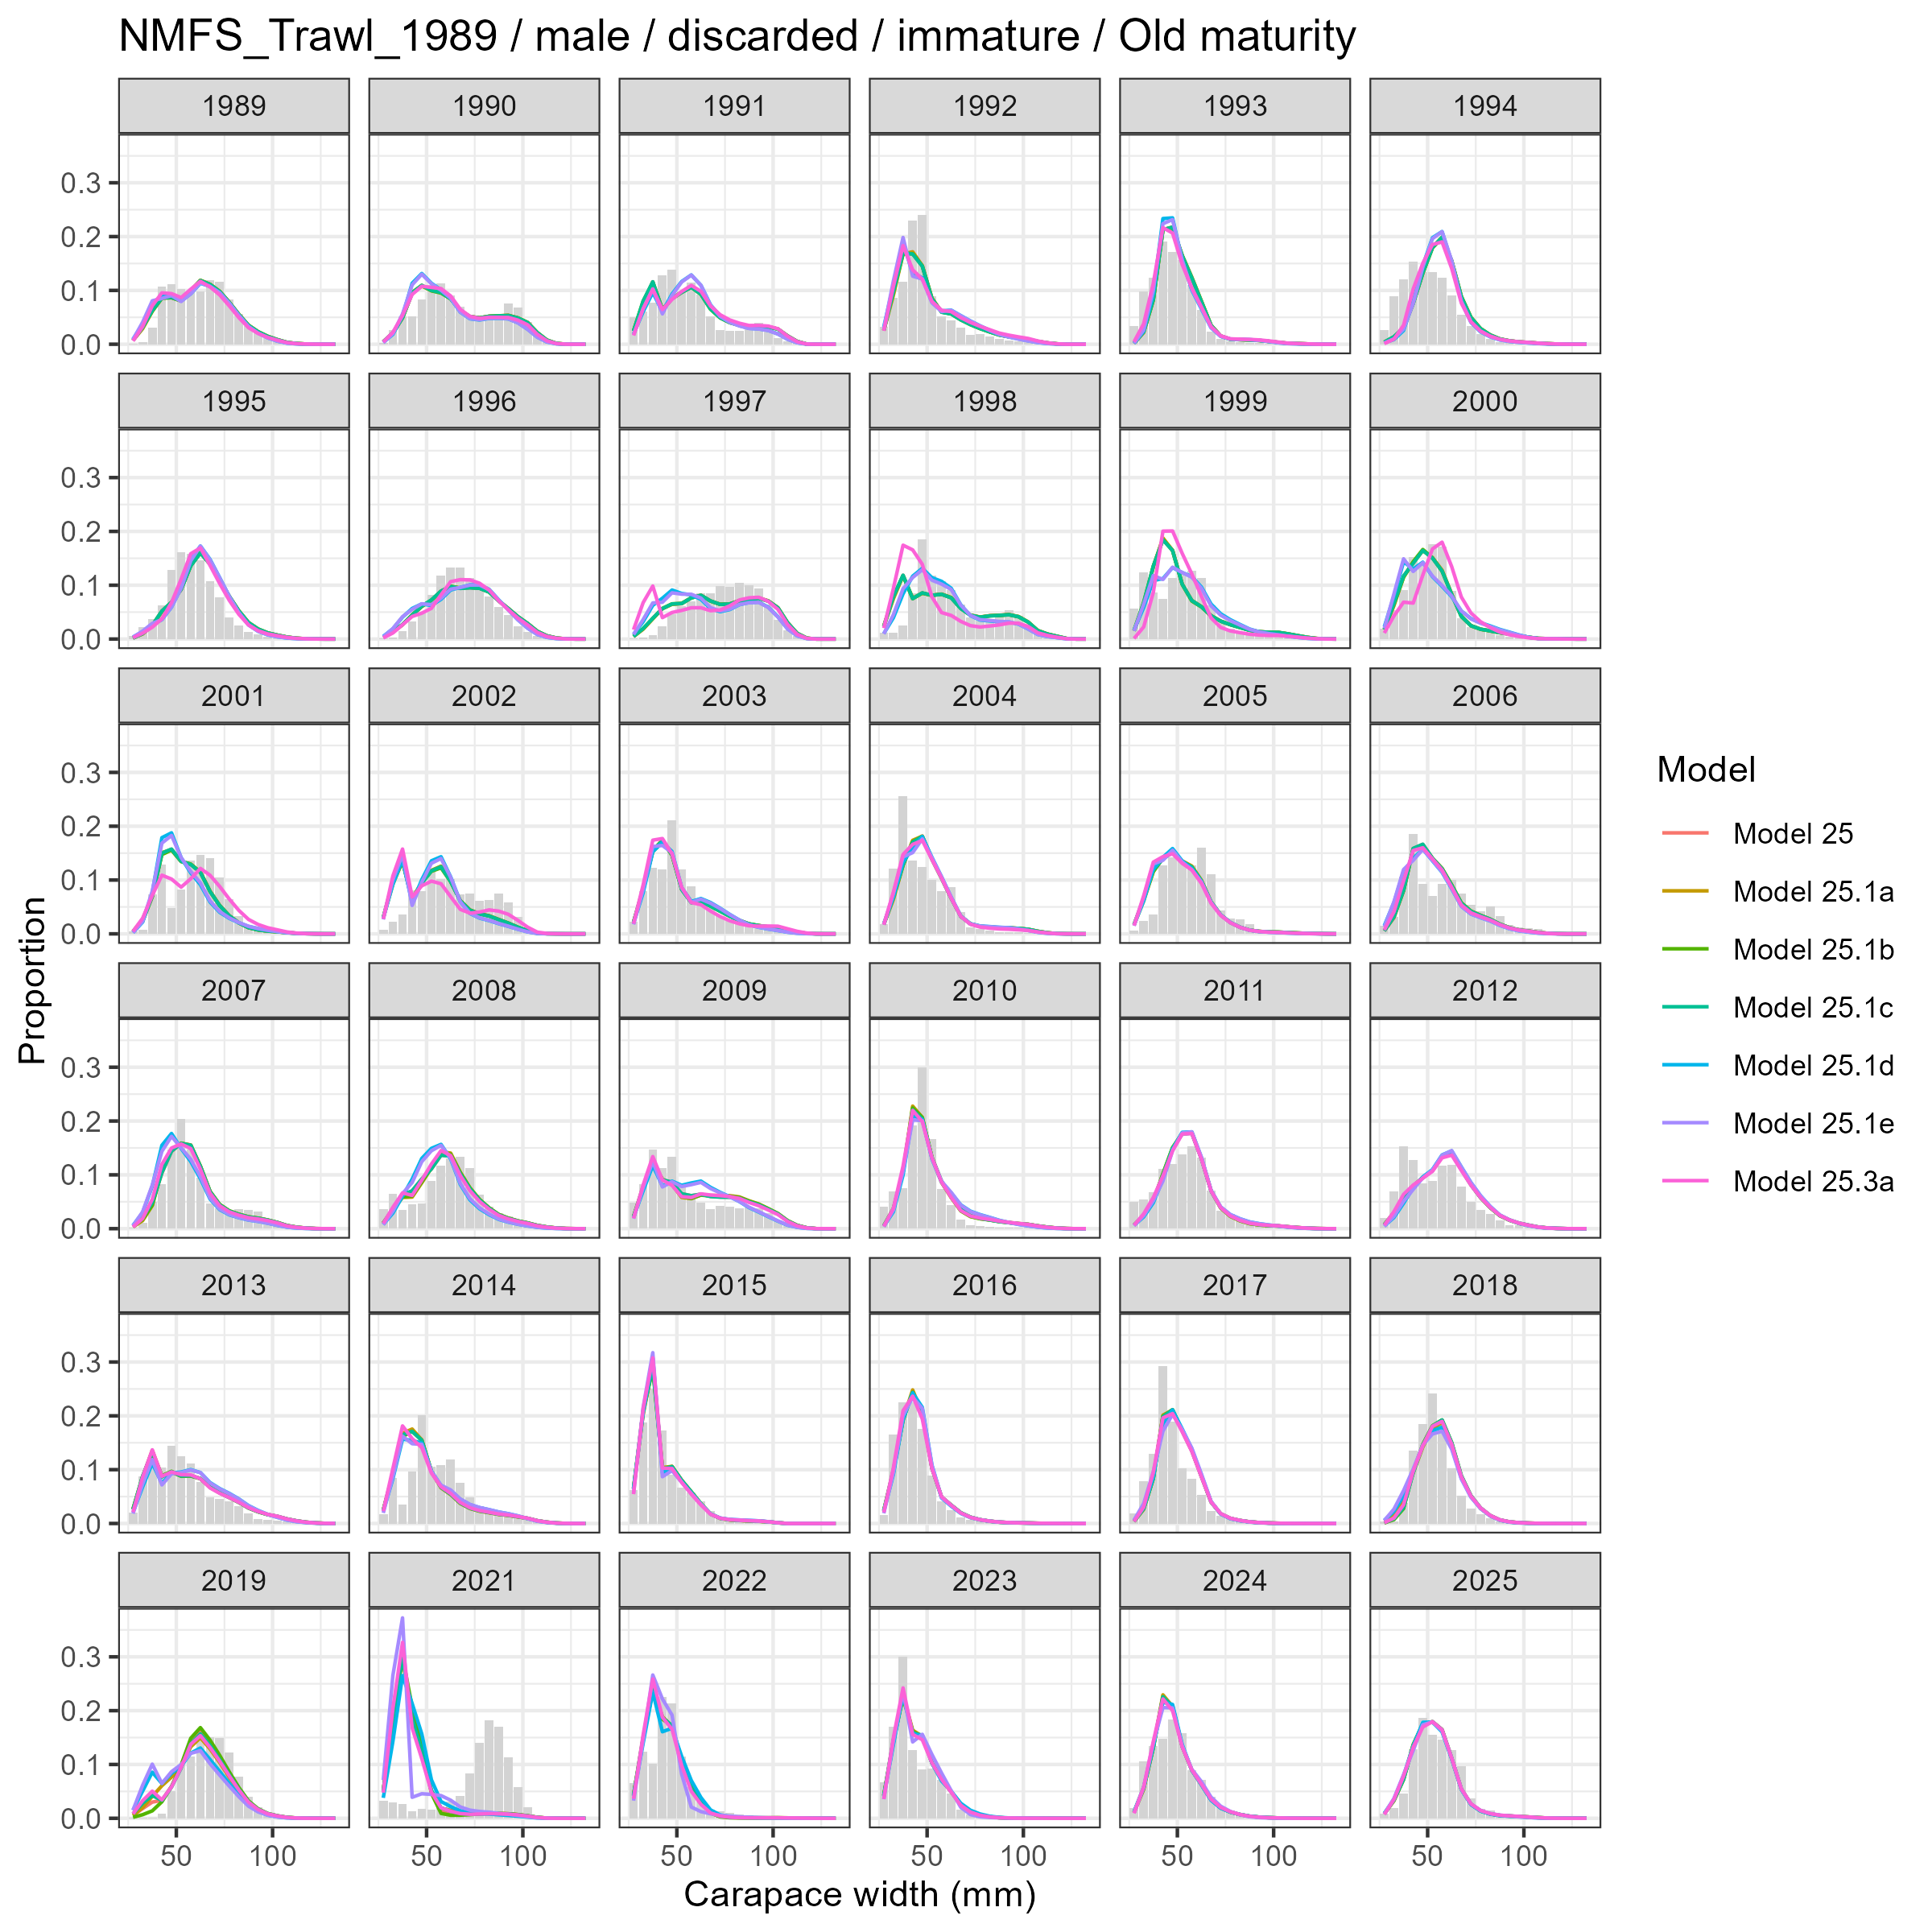 NMFS_Trawl_1989 / male / discarded / immature / Old maturity
1989 1990 1991 1992 1993 1994
0.3
0.2
0.1
0.0
1995 1996 1997 1998 1999 2000
0.3
0.2
0.1
0.0
2001 2002 2003 2004 2005 2006
0.3
0.2
0.1
0.0
2007 2008 2009 2010 2011 2012
0.3
0.2
0.1
0.0
2013 2014 2015 2016 2017 2018
0.3
0.2
0.1
0.0
2019 2021 2022 2023 2024 2025
0.3
0.2
0.1
0.0
50 100 50 100 50 100 50 100 50 100 50 100
Carapace width (mm)
Proportion
Model
Model 25
Model 25.1a
Model 25.1b
Model 25.1c
Model 25.1d
Model 25.1e
Model 25.3a